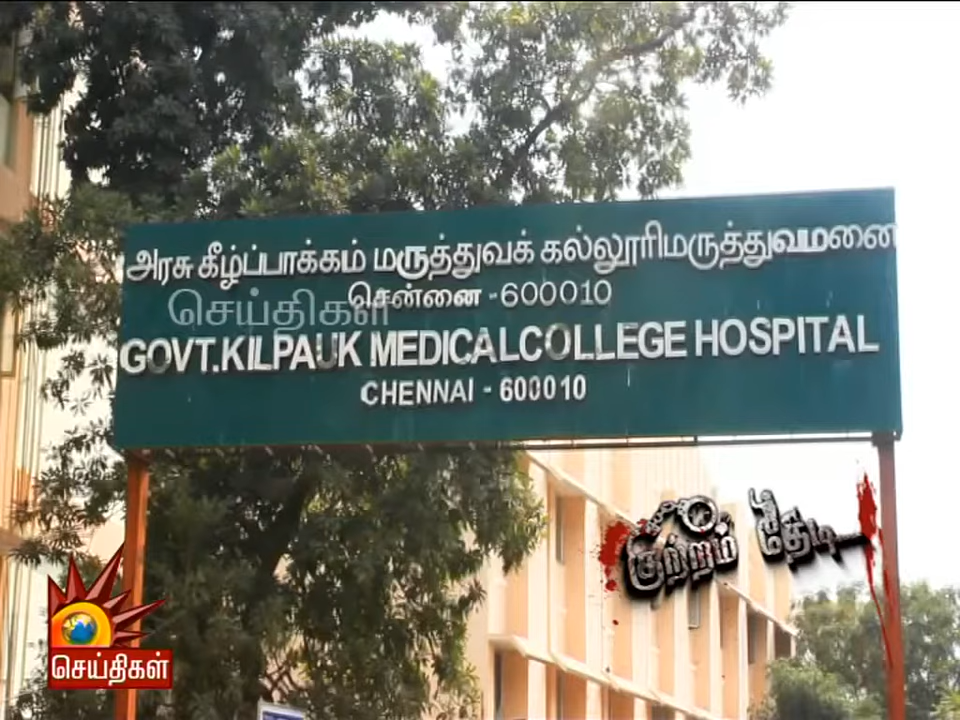 அரசு கீழ்ப்பாக்கம் மருத்துவக் கல்லூரிமருத்துவமனை
சென்னை - 600010
செய்திகள்
GOVT.KILPAUK MEDICALCOLLEGE HOSPITAL
CHENNAI - 600010
குற்றம் தேடி...
செய்திகள்